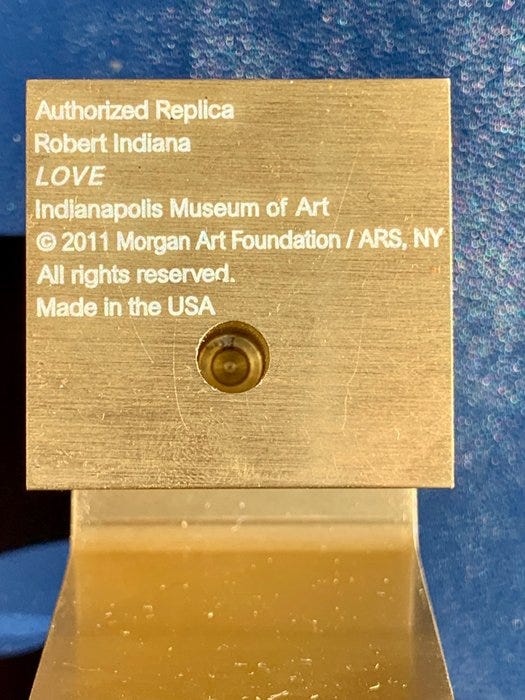 Authorized Replica
Robert Indiana
LOVE
Indianapolis Museum of Art
© 2011 Morgan Art Foundation / ARS, NY
All rights reserved.
Made in the USA